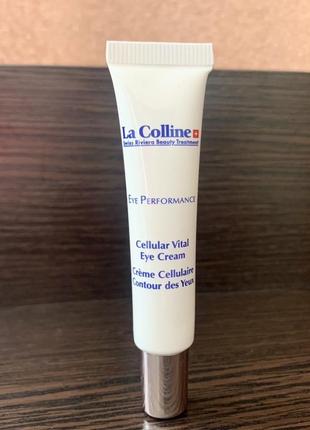 La Colline
Swiss Riviera Beauty Treatment
EYE PERFORMANCE
Cellular Vital
Eye Cream
Crème Cellulaire
Contour des Yeux